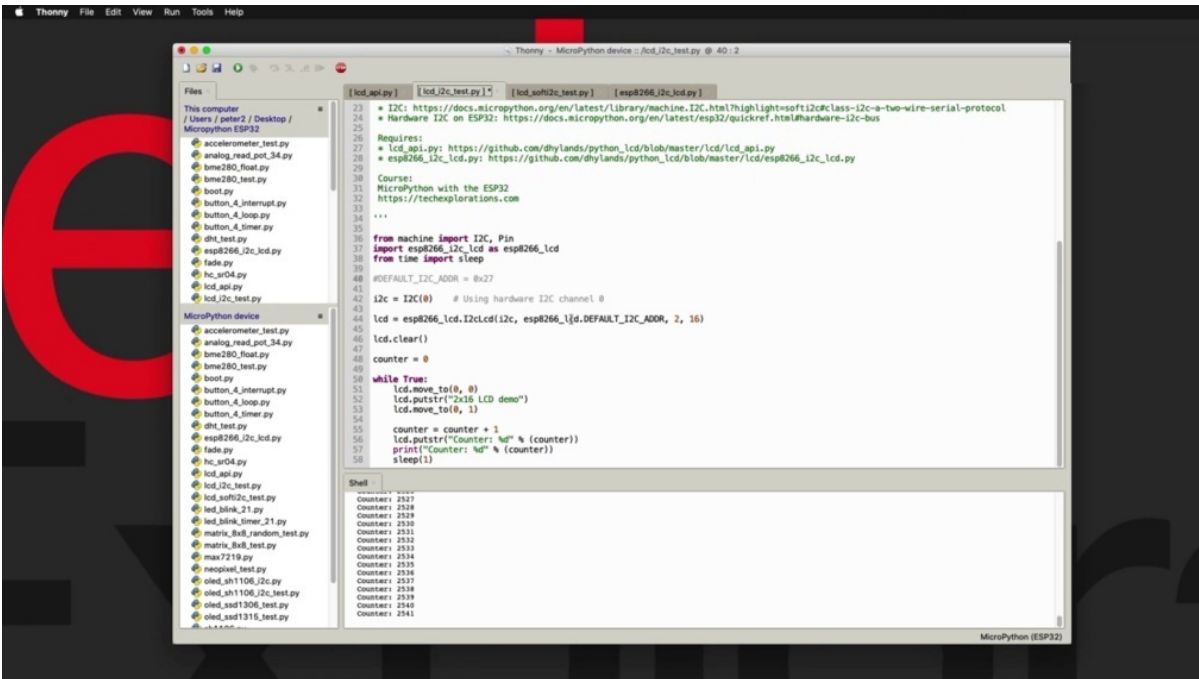 Thonny File Edit View Run Tools Help
Thonny - MicroPython device :: /lcd_i2c_test.py @ 40 : 2
Files
This computer
/ Users / peter2 / Desktop /
Micropython ESP32
accelerometer_test.py
analog_read_pot_34.py
bme280_float.py
bme280_test.py
boot.py
button_4_interrupt.py
button_4_loop.py
button_4_timer.py
dht_test.py
esp8266_i2c_lcd.py
fade.py
hc_sr04.py
lcd_api.py
lcd_i2c_test.py
MicroPython device
accelerometer_test.py
analog_read_pot_34.py
bme280_float.py
bme280_test.py
boot.py
button_4_interrupt.py
button_4_loop.py
button_4_timer.py
dht_test.py
esp8266_i2c_lcd.py
fade.py
hc_sr04.py
lcd_api.py
lcd_i2c_test.py
lcd_softi2c_test.py
led_blink_21.py
led_blink_timer_21.py
matrix_8x8_random_test.py
matrix_8x8_test.py
max7219.py
neopixel_test.py
oled_sh1106_i2c.py
oled_sh1106_i2c_test.py
oled_ssd1306_test.py
oled_ssd1315_test.py
[ lcd_api.py ] [ lcd_i2c_test.py ] * [ lcd_softi2c_test.py ] [ esp8266_i2c_lcd.py ]
23 * I2C: https://docs.micropython.org/en/latest/library/machine.I2C.html?highlight=softi2c#class-i2c-a-two-wire-serial-protocol
24 * Hardware I2C on ESP32: https://docs.micropython.org/en/latest/esp32/quickref.html#hardware-i2c-bus
25
26 Requires:
27 * lcd_api.py: https://github.com/dhylands/python_lcd/blob/master/lcd/lcd_api.py
28 * esp8266_i2c_lcd.py: https://github.com/dhylands/python_lcd/blob/master/lcd/esp8266_i2c_lcd.py
29
30 Course:
31 MicroPython with the ESP32
32 https://techexplorations.com
33
34 '''
35
36 from machine import I2C, Pin
37 import esp8266_i2c_lcd as esp8266_lcd
38 from time import sleep
39
40 #DEFAULT_I2C_ADDR = 0x27
41
42 i2c = I2C(0) # Using hardware I2C channel 0
43
44 lcd = esp8266_lcd.I2cLcd(i2c, esp8266_lcd.DEFAULT_I2C_ADDR, 2, 16)
45
46 lcd.clear()
47
48 counter = 0
49
50 while True:
51 lcd.move_to(0, 0)
52 lcd.putstr("2x16 LCD demo")
53 lcd.move_to(0, 1)
54
55 counter = counter + 1
56 lcd.putstr("Counter: %d" % (counter))
57 print("Counter: %d" % (counter))
58 sleep(1)
Shell
Counter: 2527
Counter: 2528
Counter: 2529
Counter: 2530
Counter: 2531
Counter: 2532
Counter: 2533
Counter: 2534
Counter: 2535
Counter: 2536
Counter: 2537
Counter: 2538
Counter: 2539
Counter: 2540
Counter: 2541
MicroPython (ESP32)